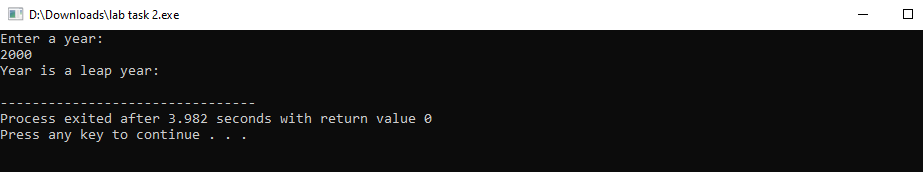 D:\Downloads\lab task 2.exe
Enter a year:
2000
Year is a leap year:
--------------------------------
Process exited after 3.982 seconds with return value 0
Press any key to continue . . .